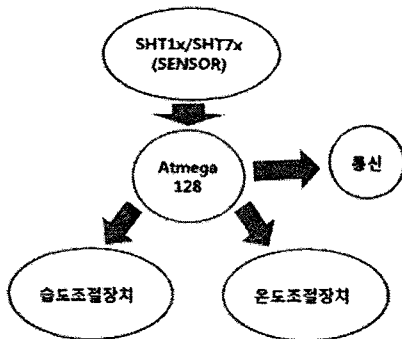 SHT1x/SHT7x
(SENSOR)
Atmega
128
통신
습도조절장치
온도조절장치